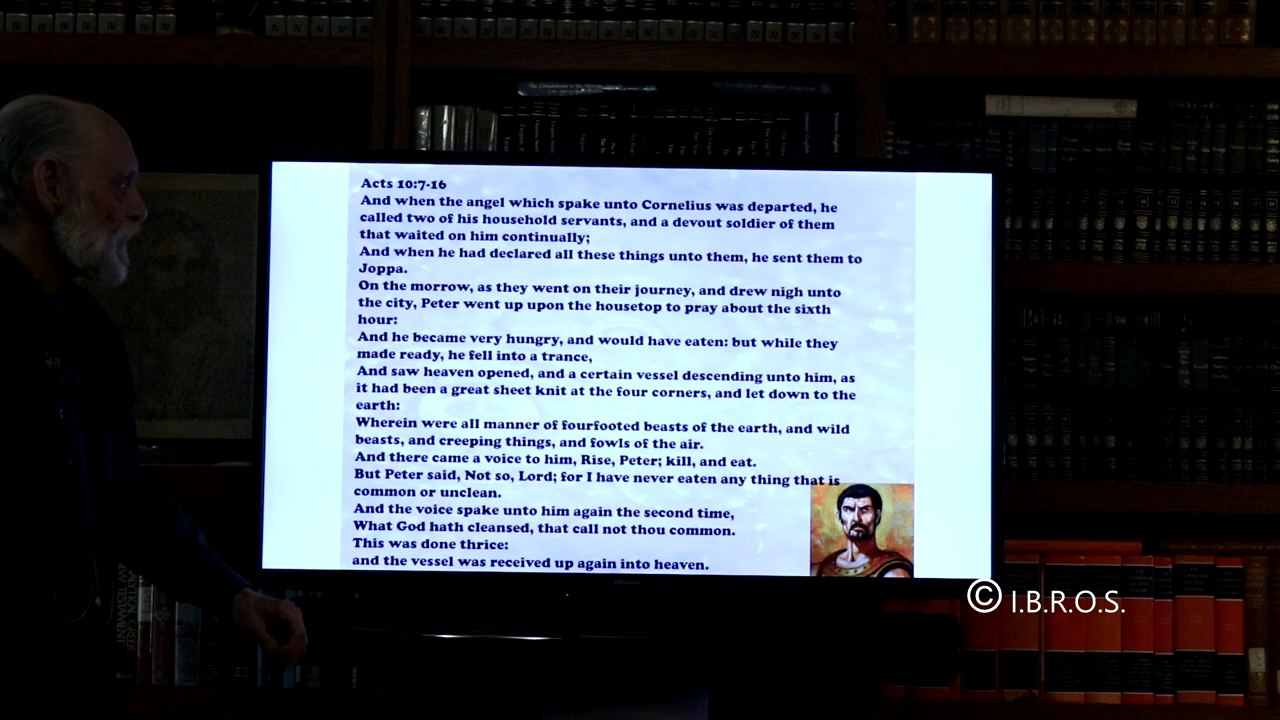 Acts 10:7-16
And when the angel which spake unto Cornelius was departed, he
called two of his household servants, and a devout soldier of them
that waited on him continually;
And when he had declared all these things unto them, he sent them to
Joppa.
On the morrow, as they went on their journey, and drew nigh unto
the city, Peter went up upon the housetop to pray about the sixth
hour:
And he became very hungry, and would have eaten: but while they
made ready, he fell into a trance,
And saw heaven opened, and a certain vessel descending unto him, as
it had been a great sheet knit at the four corners, and let down to the
earth:
Wherein were all manner of fourfooted beasts of the earth, and wild
beasts, and creeping things, and fowls of the air.
And there came a voice to him, Rise, Peter; kill, and eat.
But Peter said, Not so, Lord; for I have never eaten any thing that is
common or unclean.
And the voice spake unto him again the second time,
What God hath cleansed, that call not thou common.
This was done thrice:
and the vessel was received up again into heaven.
© I.B.R.O.S.
TESTAMENT